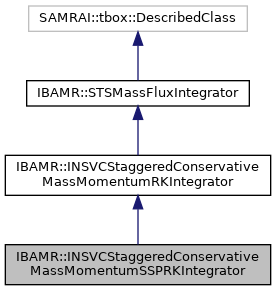 SAMRAI::tbox::DescribedClass
IBAMR::STSMassFluxIntegrator
IBAMR::INSVCStaggeredConservative
MassMomentumRKIntegrator
IBAMR::INSVCStaggeredConservative
MassMomentumSSPRKIntegrator